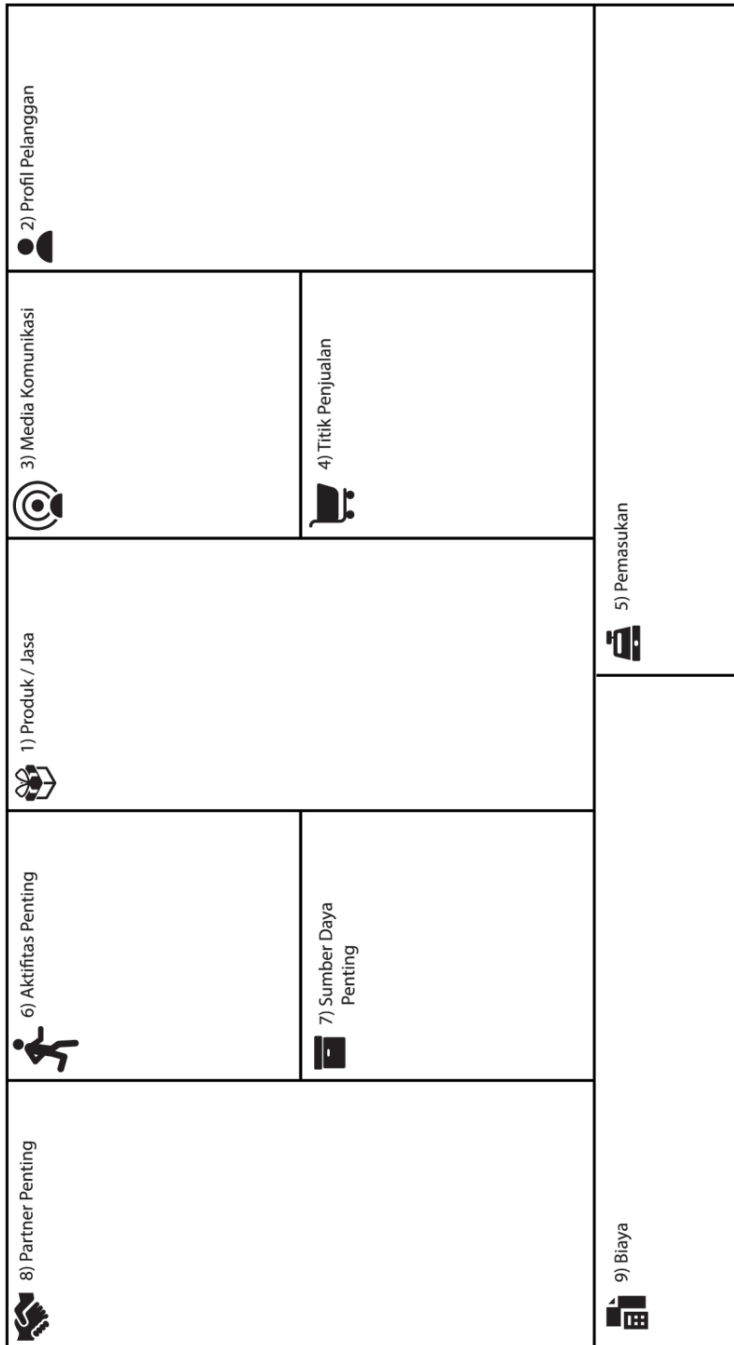 8) Partner Penting
6) Aktifitas Penting
7) Sumber Daya
Penting
1) Produk / Jasa
3) Media Komunikasi
4) Titik Penjualan
2) Profil Pelanggan
9) Biaya
5) Pemasukan